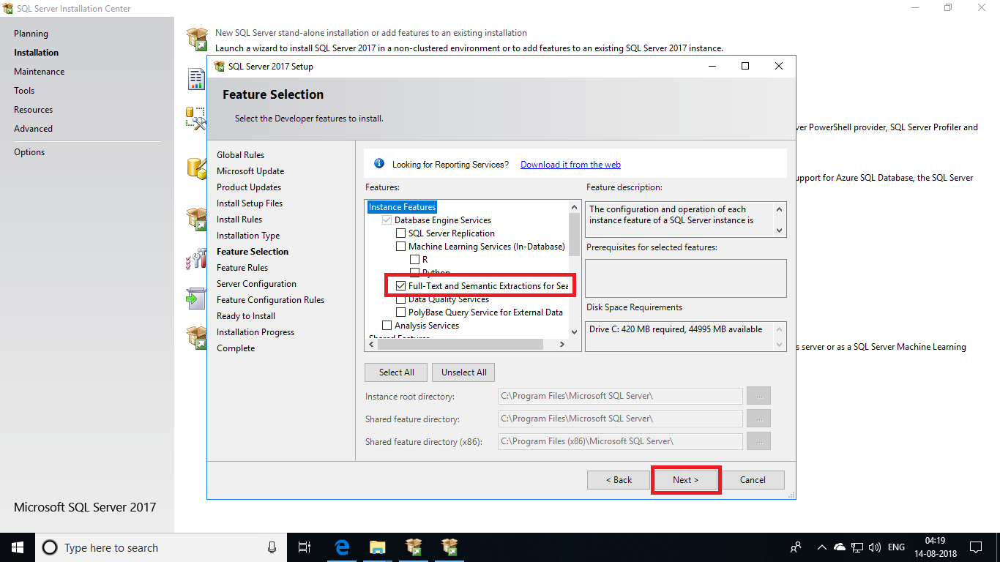 SQL Server Installation Center
Planning
Installation
Maintenance
Tools
Resources
Advanced
Options
Microsoft SQL Server 2017
New SQL Server stand-alone installation or add features to an existing installation
Launch a wizard to install SQL Server 2017 in a non-clustered environment or to add features to an existing SQL Server 2017 instance.
PowerShell provider, SQL Server Profiler and
for Azure SQL Database, the SQL Server
server or as a SQL Server Machine Learning
SQL Server 2017 Setup
Feature Selection
Select the Developer features to install.
Global Rules
Microsoft Update
Product Updates
Install Setup Files
Install Rules
Installation Type
Feature Selection
Feature Rules
Server Configuration
Feature Configuration Rules
Ready to Install
Installation Progress
Complete
Looking for Reporting Services? Download it from the web
Features:
Instance Features
Database Engine Services
SQL Server Replication
Machine Learning Services (In-Database)
R
Python
Full-Text and Semantic Extractions for Sea
Data Quality Services
PolyBase Query Service for External Data
Analysis Services
Shared Features
Feature description:
The configuration and operation of each
instance feature of a SQL Server instance is
Prerequisites for selected features:
Disk Space Requirements
Drive C: 420 MB required, 44995 MB available
Select All
Unselect All
Instance root directory:
C:\Program Files\Microsoft SQL Server\
...
Shared feature directory:
C:\Program Files\Microsoft SQL Server\
...
Shared feature directory (x86):
C:\Program Files (x86)\Microsoft SQL Server\
...
< Back
Next >
Cancel
Type here to search
ENG
04:19
14-08-2018